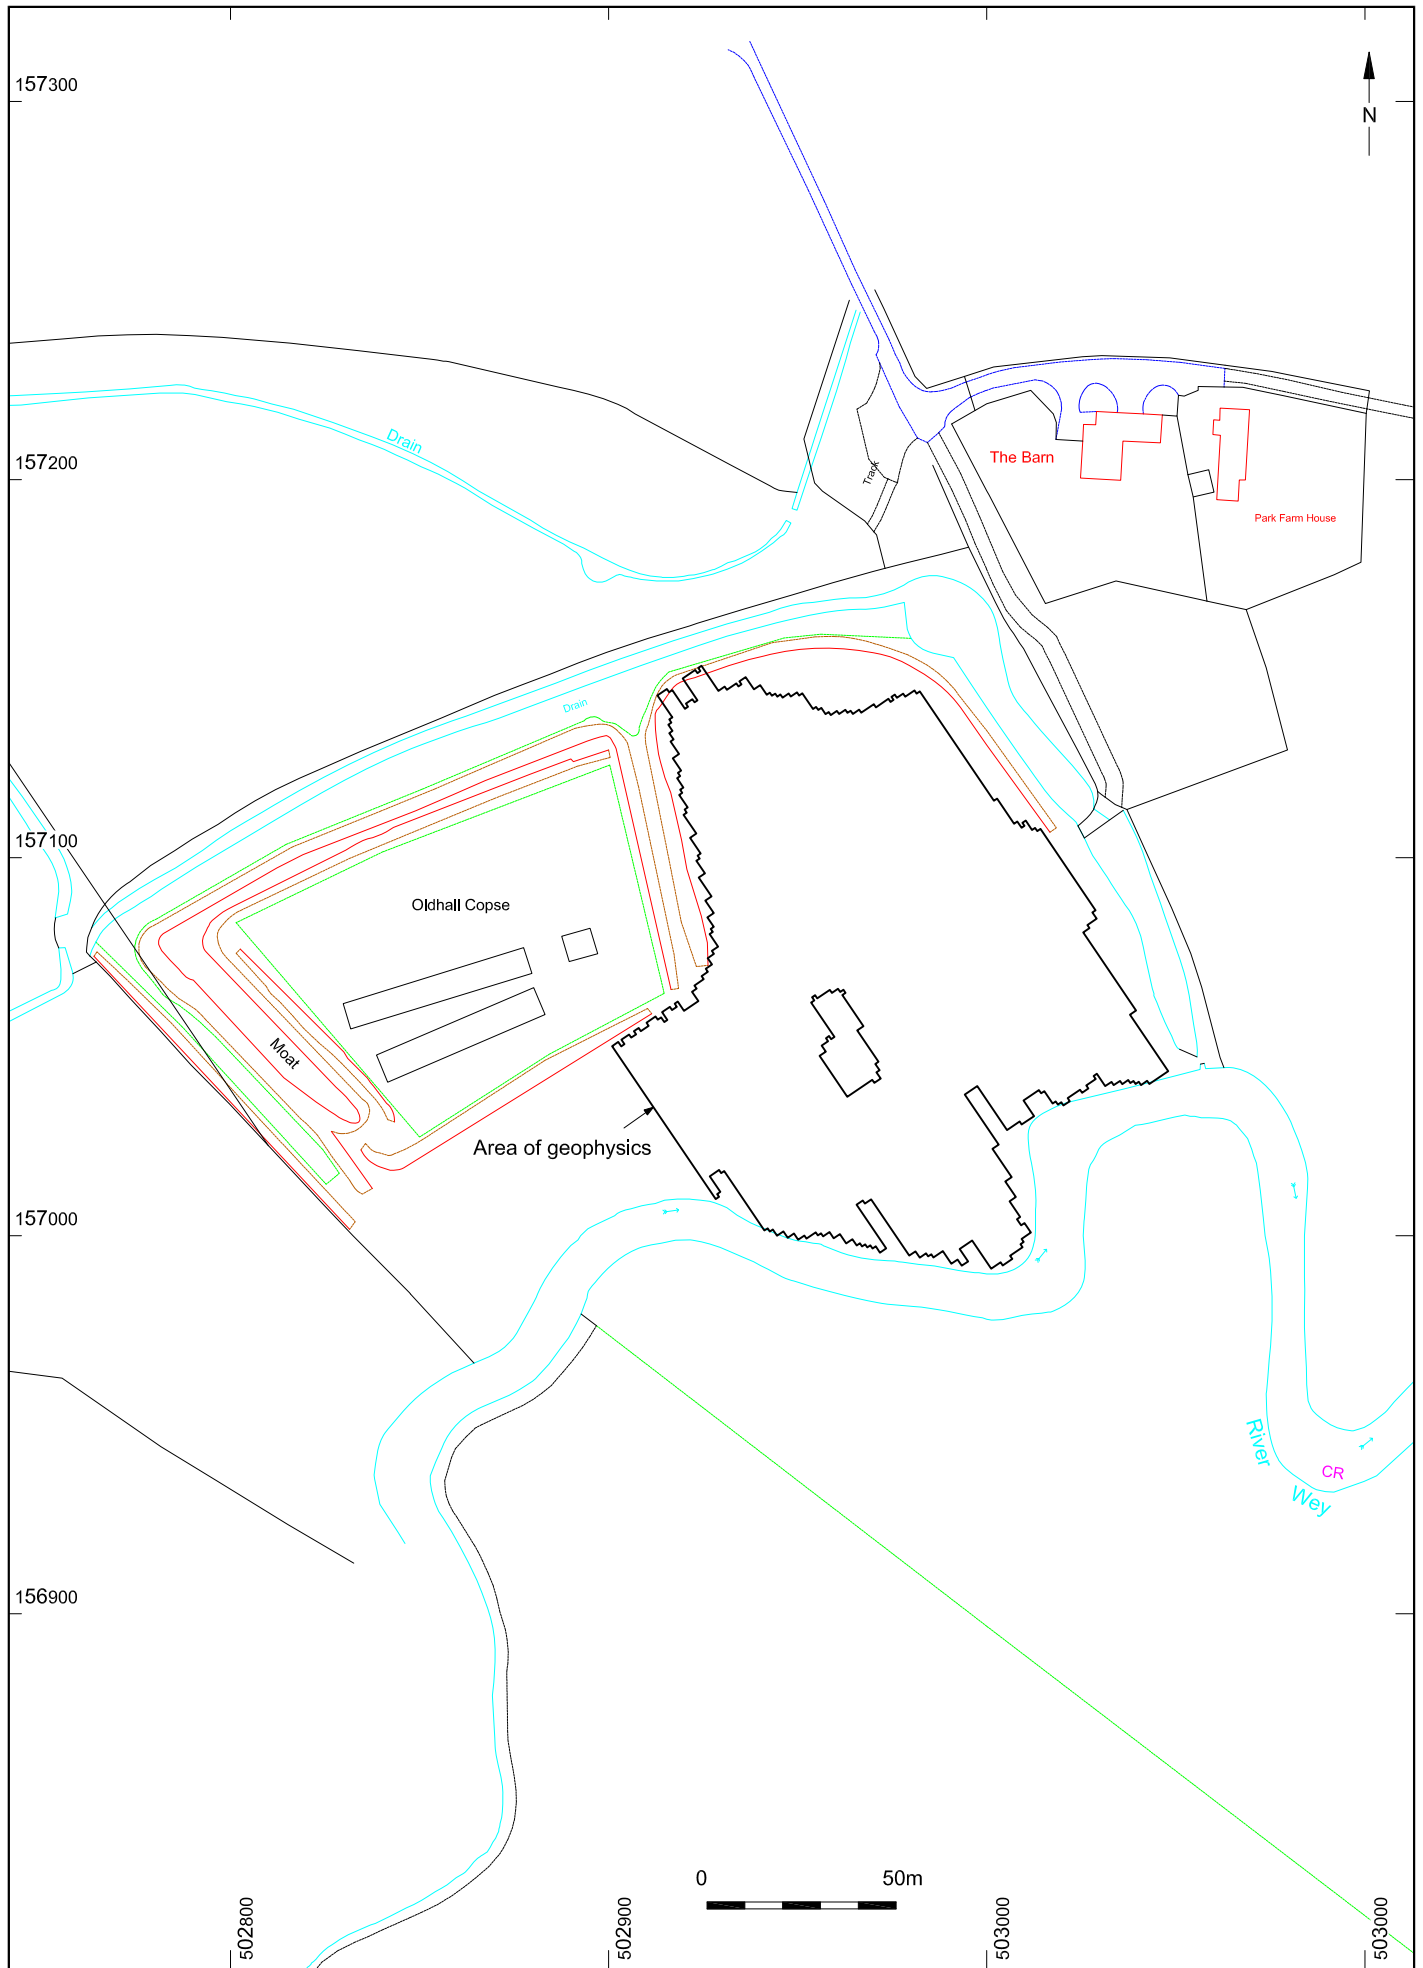 157300
N
Drain
157200
Track
The Barn
Park Farm House
Drain
157100
Oldhall Copse
Moat
Area of geophysics
157000
River
CR
Wey
156900
0 50m
502800
502900
503000
503000